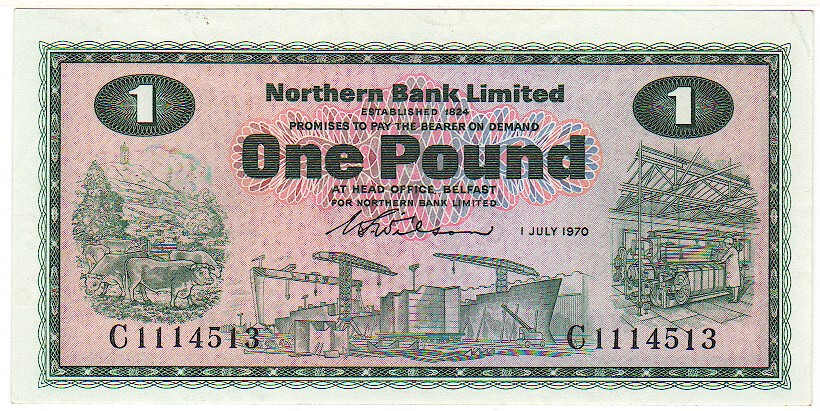 1
1
Northern Bank Limited
ESTABLISHED 1824
PROMISES TO PAY THE BEARER ON DEMAND
One Pound
AT HEAD OFFICE, BELFAST
FOR NORTHERN BANK LIMITED
1 JULY 1970
C1114513
C1114513